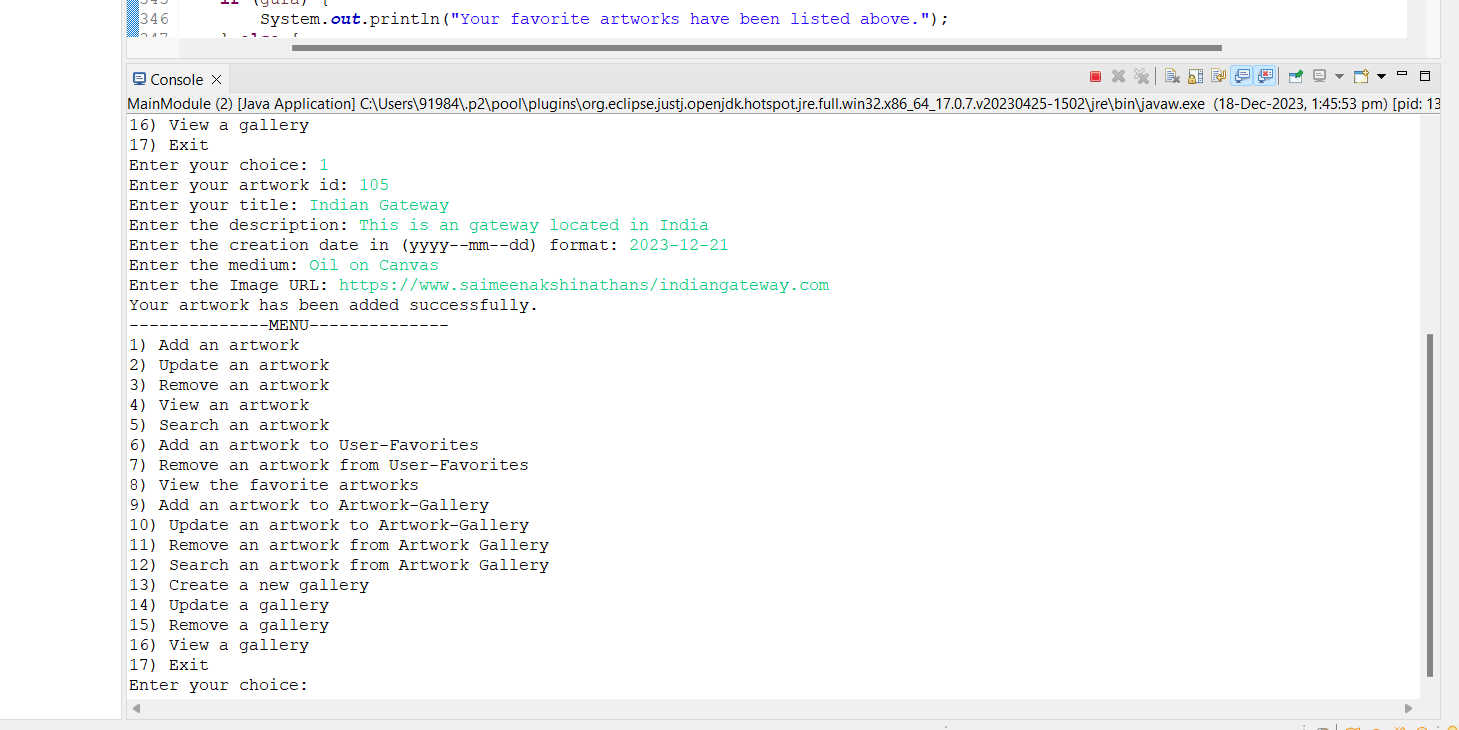 346 System.out.println("Your favorite artworks have been listed above.");
Console
MainModule (2) [Java Application] C:\Users\91984\.p2\pool\plugins\org.eclipse.justj.openjdk.hotspot.jre.full.win32.x86_64_17.0.7.v20230425-1502\jre\bin\javaw.exe (18-Dec-2023, 1:45:53 pm) [pid: 13
16) View a gallery
17) Exit
Enter your choice: 1
Enter your artwork id: 105
Enter your title: Indian Gateway
Enter the description: This is an gateway located in India
Enter the creation date in (yyyy--mm--dd) format: 2023-12-21
Enter the medium: Oil on Canvas
Enter the Image URL: https://www.saimeenakshinathans/indiangateway.com
Your artwork has been added successfully.
--------------MENU--------------
1) Add an artwork
2) Update an artwork
3) Remove an artwork
4) View an artwork
5) Search an artwork
6) Add an artwork to User-Favorites
7) Remove an artwork from User-Favorites
8) View the favorite artworks
9) Add an artwork to Artwork-Gallery
10) Update an artwork to Artwork-Gallery
11) Remove an artwork from Artwork Gallery
12) Search an artwork from Artwork Gallery
13) Create a new gallery
14) Update a gallery
15) Remove a gallery
16) View a gallery
17) Exit
Enter your choice: